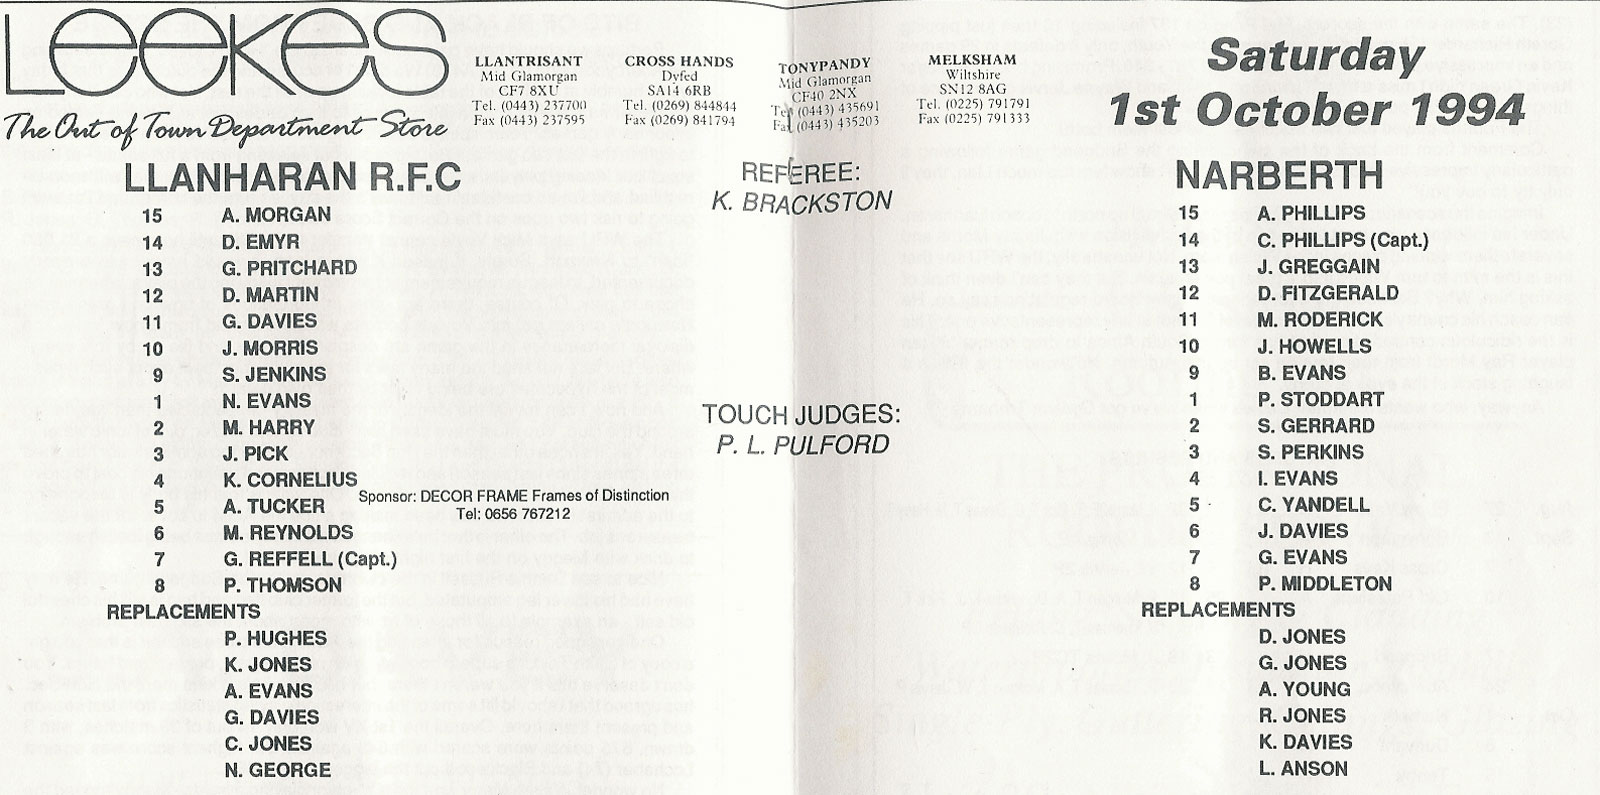 LEEKES
The Out of Town Department Store
LLANTRISANT
Mid Glamorgan
CF7 8XU
Tel. (0443) 237700
Fax (0443) 237595
CROSS HANDS
Dyfed
SA14 6RB
Tel. (0269) 844844
Fax (0269) 841794
TONYPANDY
Mid Glamorgan
CF40 2NX
Tel (0443) 435691
Fax (0443) 435203
MELKSHAM
Wiltshire
SN12 8AG
Tel. (0225) 791791
Fax (0225) 791333
Saturday
1st October 1994
LLANHARAN R.F.C
15 A. MORGAN
14 D. EMYR
13 G. PRITCHARD
12 D. MARTIN
11 G. DAVIES
10 J. MORRIS
9 S. JENKINS
1 N. EVANS
2 M. HARRY
3 J. PICK
4 K. CORNELIUS
5 A. TUCKER
Sponsor: DECOR FRAME Frames of Distinction
Tel: 0656 767212
6 M. REYNOLDS
7 G. REFFELL (Capt.)
8 P. THOMSON
REPLACEMENTS
P. HUGHES
K. JONES
A. EVANS
G. DAVIES
C. JONES
N. GEORGE
REFEREE:
K. BRACKSTON
TOUCH JUDGES:
P. L. PULFORD
NARBERTH
15 A. PHILLIPS
14 C. PHILLIPS (Capt.)
13 J. GREGGAIN
12 D. FITZGERALD
11 M. RODERICK
10 J. HOWELLS
9 B. EVANS
1 P. STODDART
2 S. GERRARD
3 S. PERKINS
4 I. EVANS
5 C. YANDELL
6 J. DAVIES
7 G. EVANS
8 P. MIDDLETON
REPLACEMENTS
D. JONES
G. JONES
A. YOUNG
R. JONES
K. DAVIES
L. ANSON